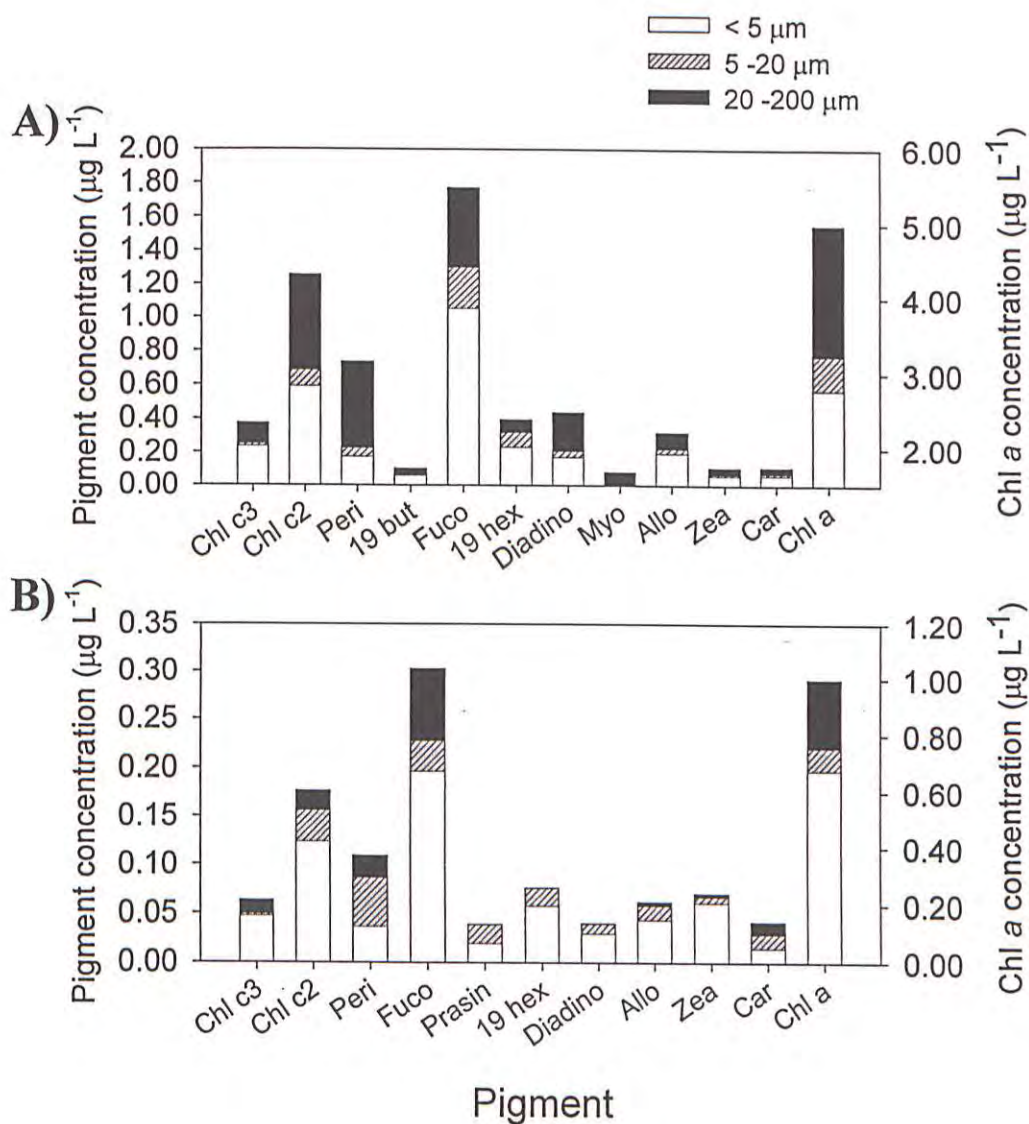 < 5 μm
5 -20 μm
20 -200 μm
A)
Pigment concentration (μg L⁻¹)
2.00
1.80
1.60
1.40
1.20
1.00
0.80
0.60
0.40
0.20
0.00
6.00
5.00
4.00
3.00
2.00
Chl a concentration (μg L⁻¹)
Chl c3
Chl c2
Peri
19 but
Fuco
19 hex
Diadino
Myo
Allo
Zea
Car
Chl a
B)
Pigment concentration (μg L⁻¹)
0.35
0.30
0.25
0.20
0.15
0.10
0.05
0.00
1.20
1.00
0.80
0.60
0.40
0.20
0.00
Chl a concentration (μg L⁻¹)
Chl c3
Chl c2
Peri
Fuco
Prasin
19 hex
Diadino
Allo
Zea
Car
Chl a
Pigment